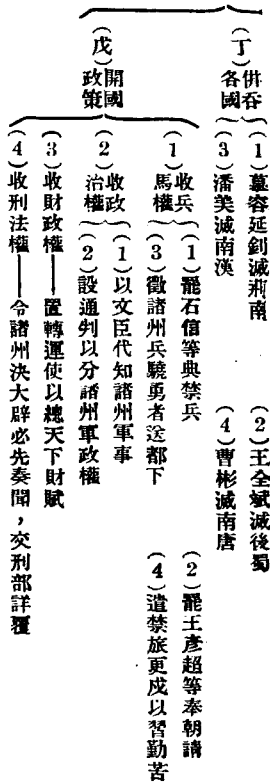 (丁)併吞各國
(1)慕容延釗滅荊南
(2)王全斌滅後蜀
(3)潘美滅南漢
(4)曹彬滅南唐
(戊)開國政策
(1)收兵馬權
(1)罷石信等典禁兵
(2)罷王彥超等奉朝請
(3)徵諸州兵驍勇者送都下
(4)遣禁旅更戍以習勤苦
(2)收政治權
(1)以文臣代知諸州軍事
(2)設通判以分諸州軍政權
(3)收財政權——置轉運使以總天下財賦
(4)收刑法權——令諸州決大辟必先奏聞，交刑部詳覆